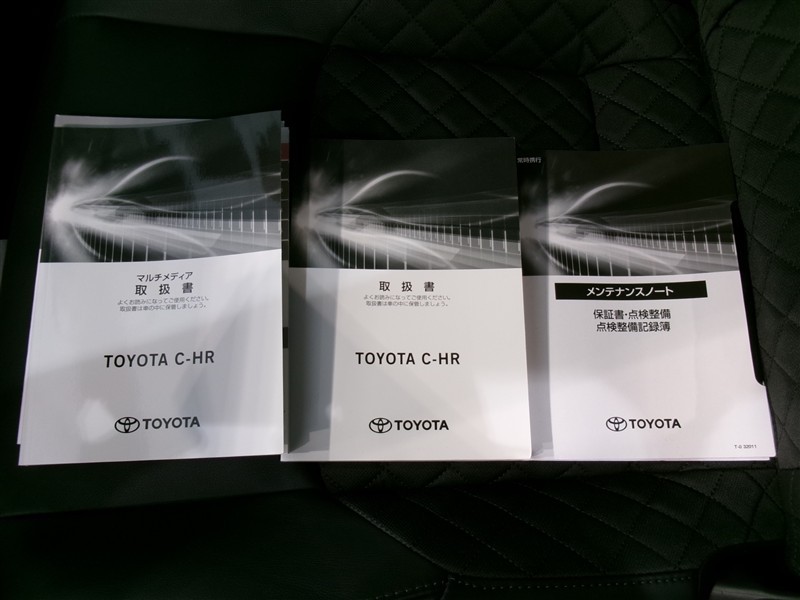 マルチメディア
取扱書
よくお読みになってご使用ください。
取扱書は車の中に保管しましょう。
TOYOTA C-HR
TOYOTA
取扱書
よくお読みになってご使用ください。
取扱書は車の中に保管しましょう。
TOYOTA C-HR
TOYOTA
メンテナンスノート
保証書・点検整備
点検整備記録簿
TOYOTA